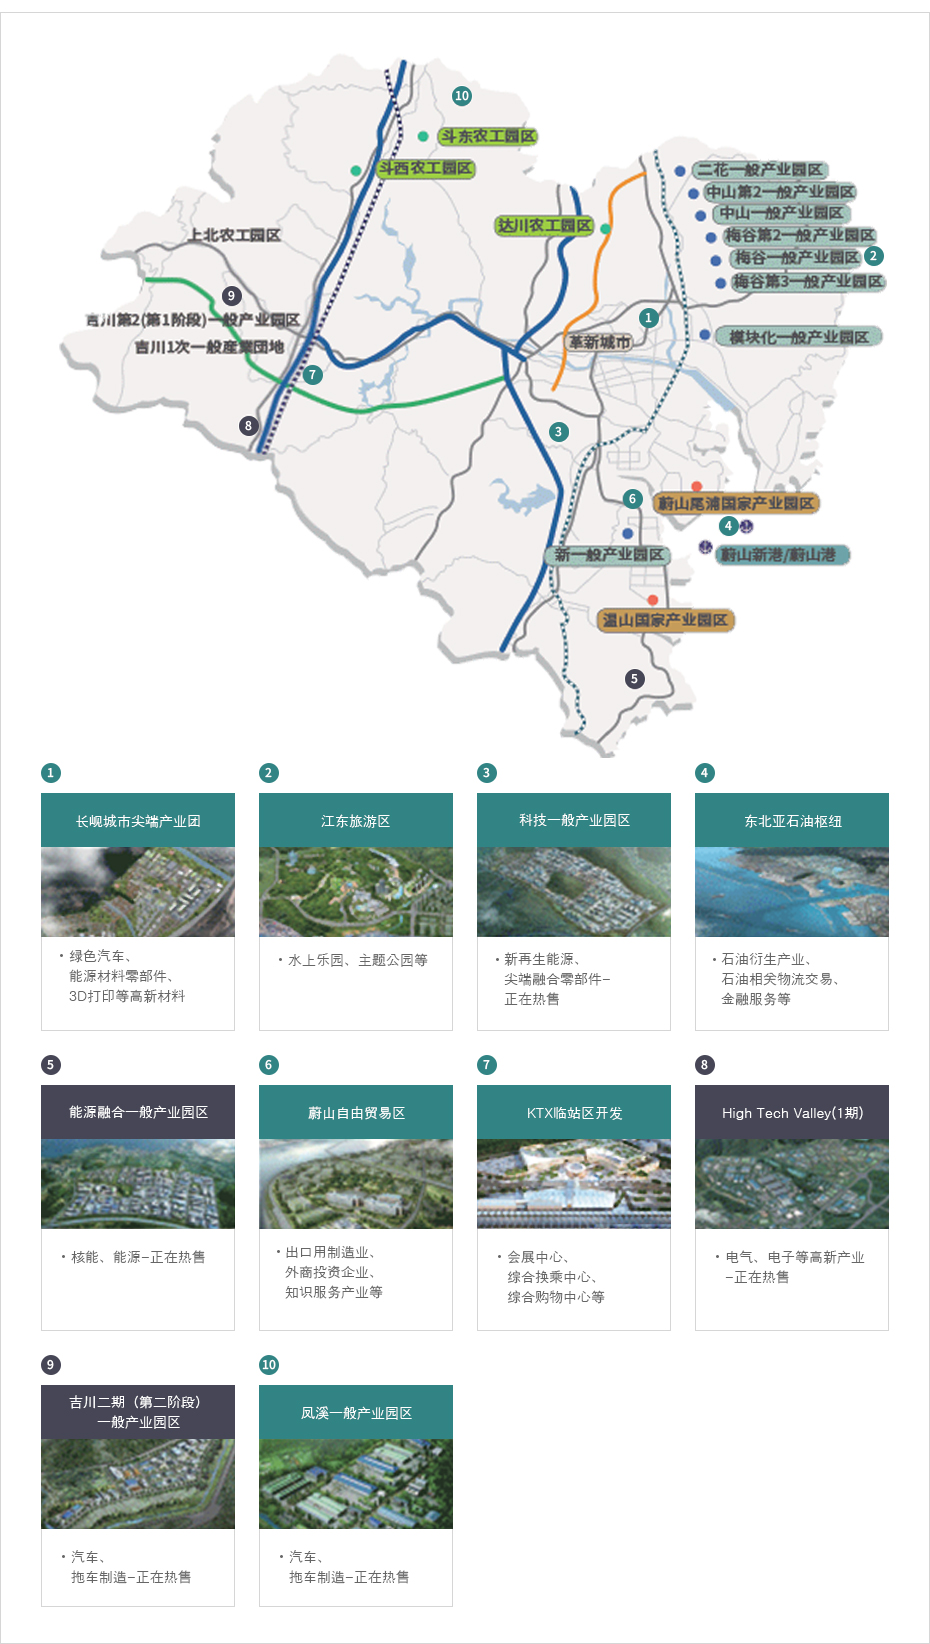 10
斗东农工园区
斗西农工园区
二花一般产业园区
中山第2一般产业园区
中山一般产业园区
达川农工园区
梅谷第2一般产业园区
上北农工园区
梅谷一般产业园区
2
梅谷第3一般产业园区
9
吉川第2(第1阶段)一般产业园区
1
模块化一般产业园区
革新城市
吉川1次一般産業団地
7
8
3
6
蔚山尾浦国家产业园区
4
新一般产业园区
蔚山新港/蔚山港
温山国家产业园区
5
1
长岘城市尖端产业团
·绿色汽车、
能源材料零部件、
3D打印等高新材料
2
江东旅游区
·水上乐园、主题公园等
3
科技一般产业园区
·新再生能源、
尖端融合零部件-
正在热售
4
东北亚石油枢纽
·石油衍生产业、
石油相关物流交易、
金融服务等
5
能源融合一般产业园区
·核能、能源-正在热售
6
蔚山自由贸易区
·出口用制造业、
外商投资企业、
知识服务产业等
7
KTX临站区开发
·会展中心、
综合换乘中心、
综合购物中心等
8
High Tech Valley(1期)
·电气、电子等高新产业
-正在热售
9
吉川二期（第二阶段）
一般产业园区
·汽车、
拖车制造-正在热售
10
凤溪一般产业园区
·汽车、
拖车制造-正在热售